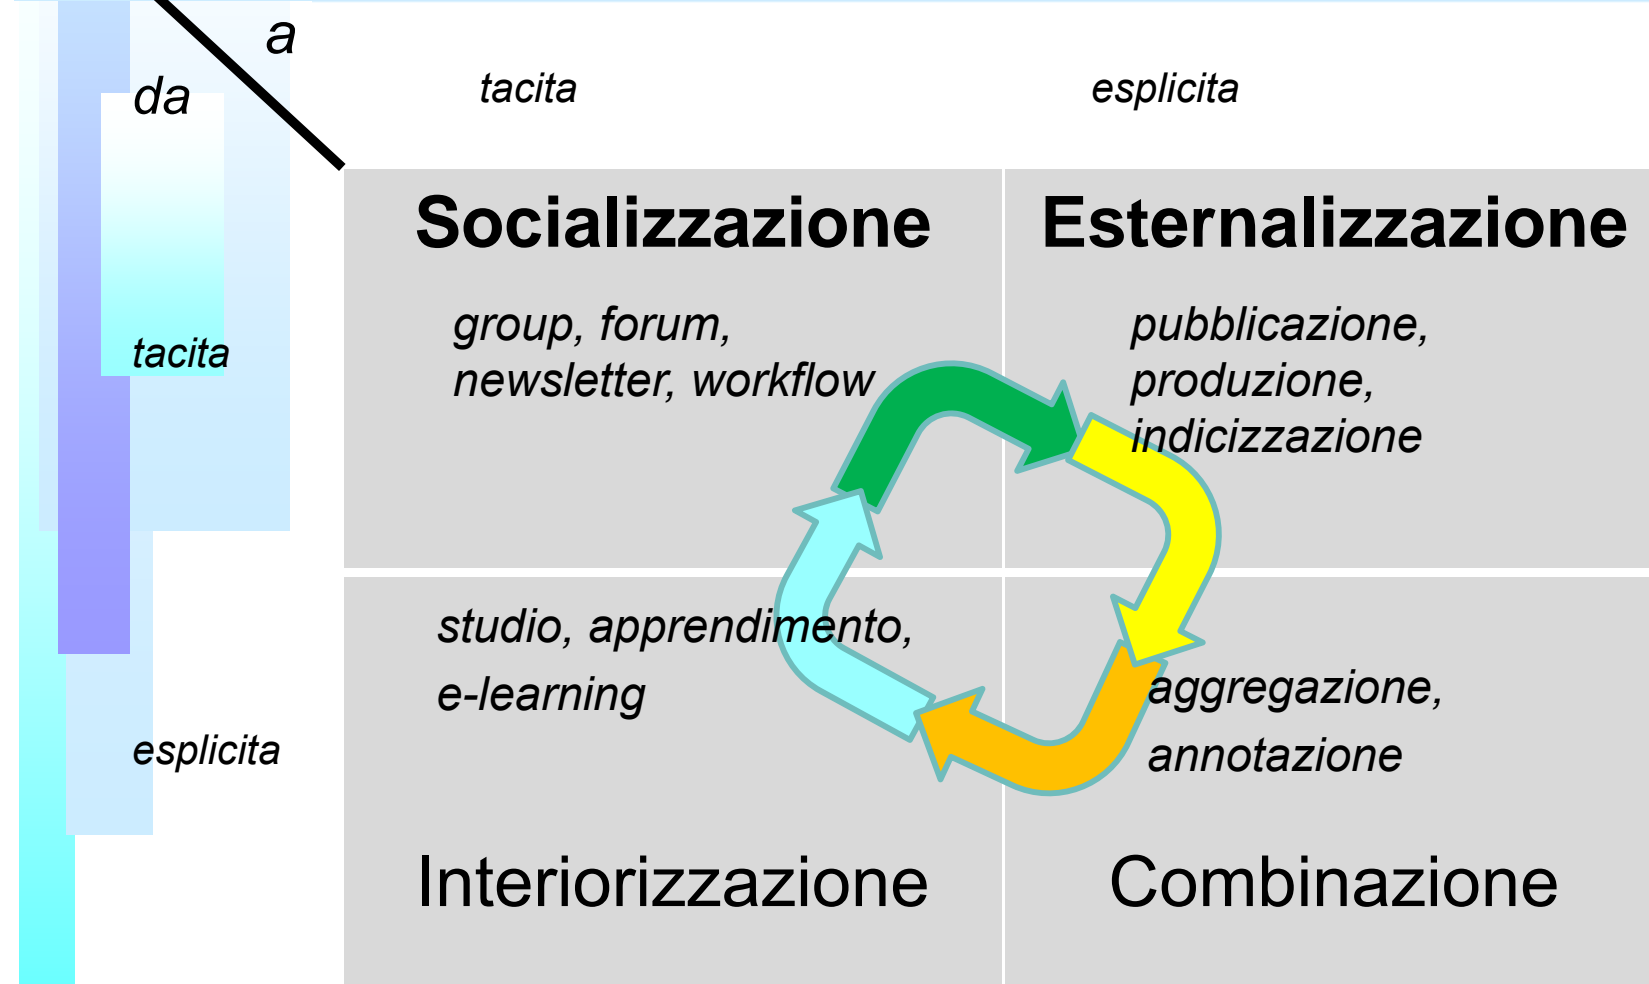 a
da
tacita
esplicita
Socializzazione
Esternalizzazione
group, forum,
newsletter, workflow
pubblicazione,
produzione,
indicizzazione
tacita
studio, apprendimento,
e-learning
aggregazione,
annotazione
esplicita
Interiorizzazione
Combinazione